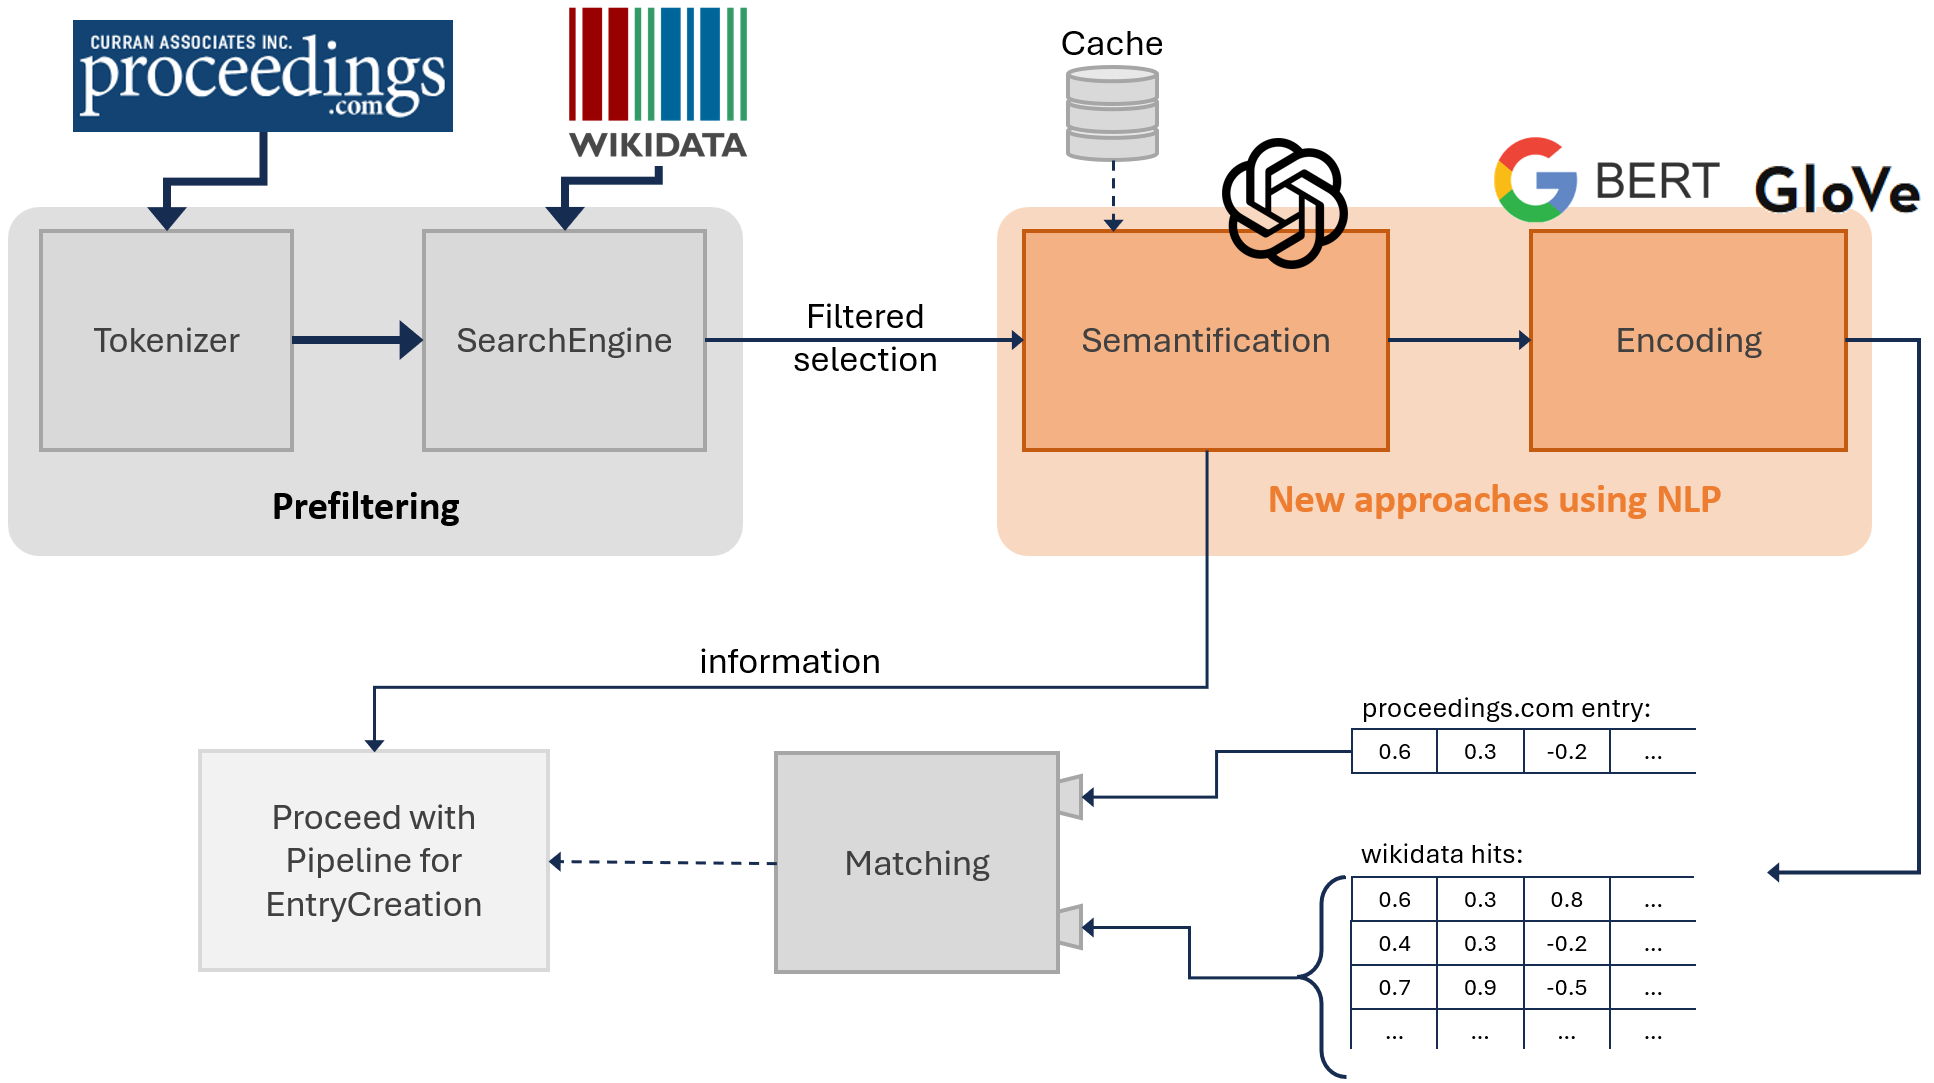 CURRAN ASSOCIATES INC.
proceedings
.com
WIKIDATA
Cache
BERT
GloVe
Tokenizer
SearchEngine
Filtered
selection
Semantification
Encoding
Prefiltering
New approaches using NLP
information
proceedings.com entry:
0.6 0.3 -0.2 ...
Proceed with
Pipeline for
EntryCreation
Matching
wikidata hits:
0.6 0.3 0.8 ...
0.4 0.3 -0.2 ...
0.7 0.9 -0.5 ...
... ... ... ...